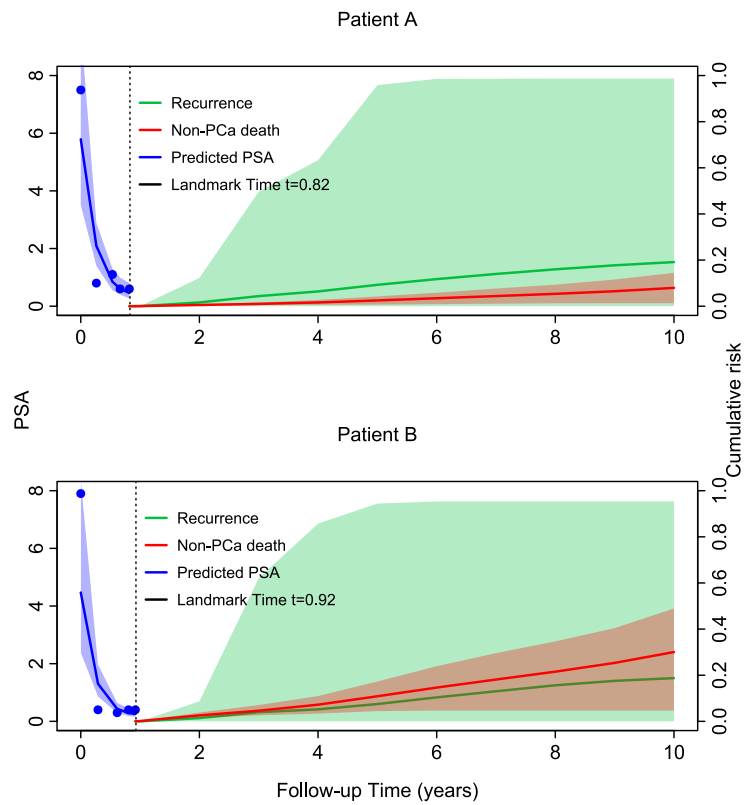 Patient A
8
6
4
2
0
Recurrence
Non-PCa death
Predicted PSA
Landmark Time t=0.82
1.0
0.8
0.6
0.4
0.2
0.0
0 2 4 6 8 10
PSA
Cumulative risk
Patient B
8
6
4
2
0
Recurrence
Non-PCa death
Predicted PSA
Landmark Time t=0.92
1.0
0.8
0.6
0.4
0.2
0.0
0 2 4 6 8 10
Follow-up Time (years)